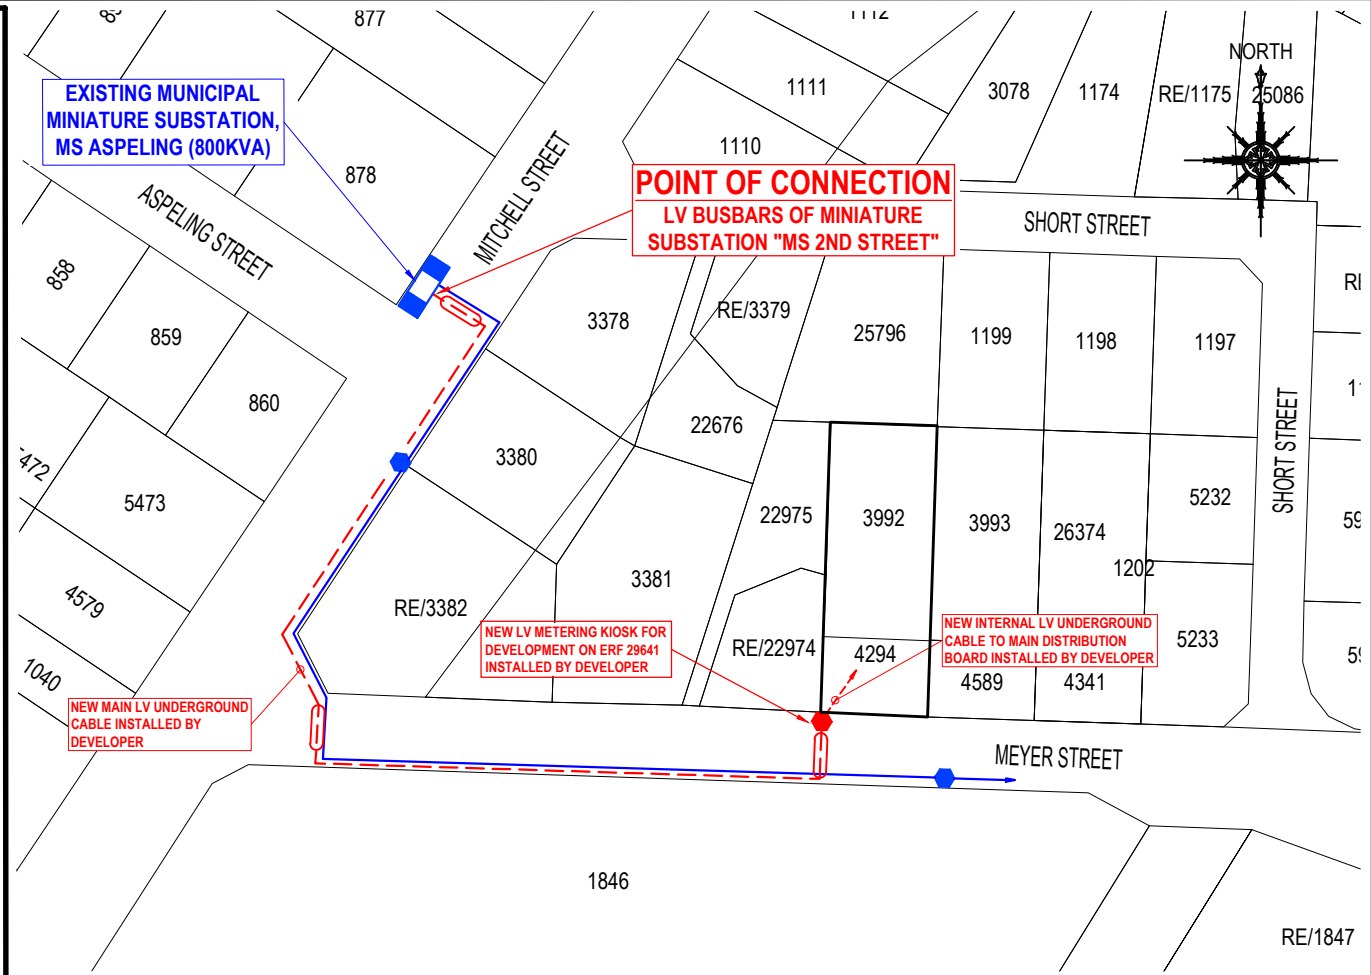 877
1112
NORTH
EXISTING MUNICIPAL
MINIATURE SUBSTATION,
MS ASPELING (800KVA)
1111
3078
1174
RE/1175
25086
1110
878
MITCHELL STREET
POINT OF CONNECTION
LV BUSBARS OF MINIATURE
SUBSTATION "MS 2ND STREET"
SHORT STREET
ASPELING STREET
858
859
860
3378
RE/3379
25796
1199
1198
1197
SHORT STREET
22676
3380
5473
22975
3992
3993
26374
5232
1202
4579
3381
RE/3382
NEW LV METERING KIOSK FOR
DEVELOPMENT ON ERF 29641
INSTALLED BY DEVELOPER
RE/22974
4294
NEW INTERNAL LV UNDERGROUND
CABLE TO MAIN DISTRIBUTION
BOARD INSTALLED BY DEVELOPER
5233
4589
4341
1040
NEW MAIN LV UNDERGROUND
CABLE INSTALLED BY
DEVELOPER
MEYER STREET
1846
RE/1847